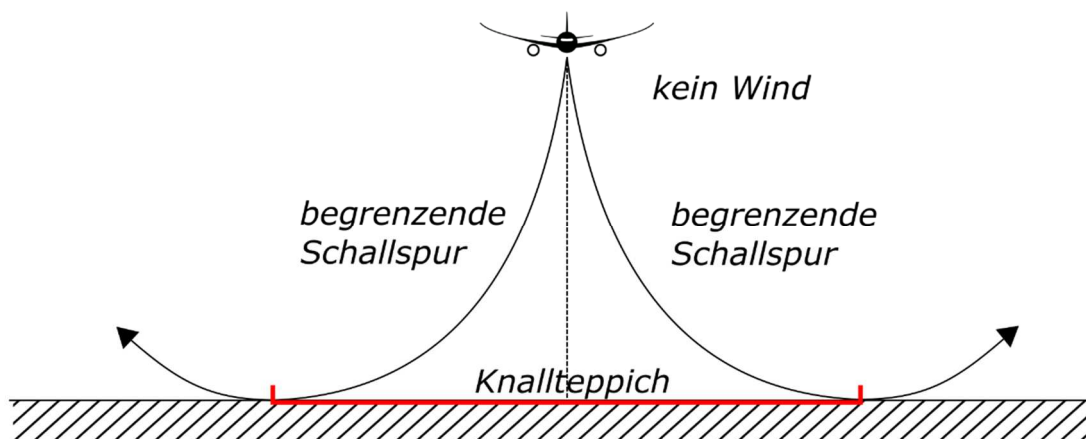 kein Wind
begrenzende
Schallspur
begrenzende
Schallspur
Knallteppich